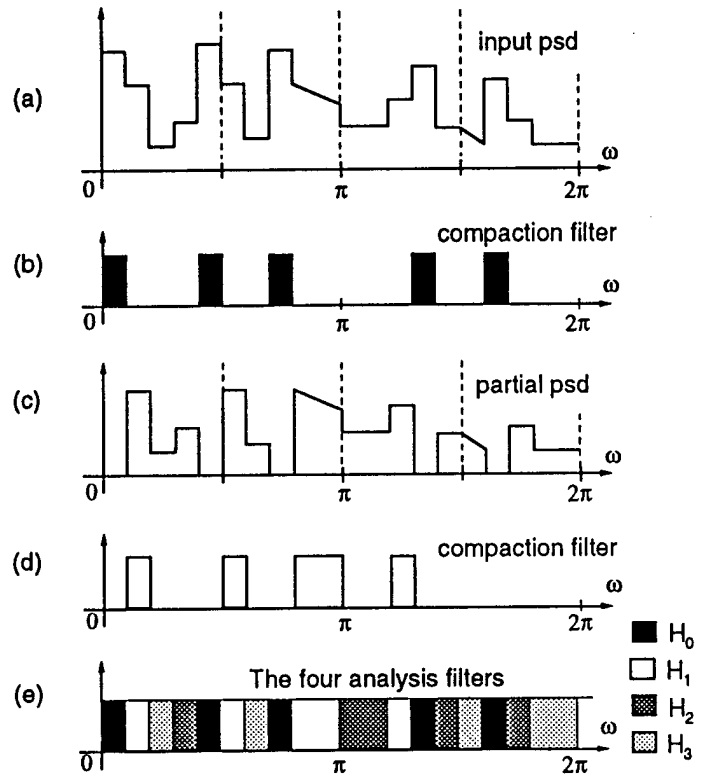 (a)
input psd
ω
0
π
2π
(b)
compaction filter
ω
0
π
2π
(c)
partial psd
ω
0
π
2π
(d)
compaction filter
ω
0
π
2π
(e)
The four analysis filters
ω
0
π
2π
H₀
H₁
H₂
H₃